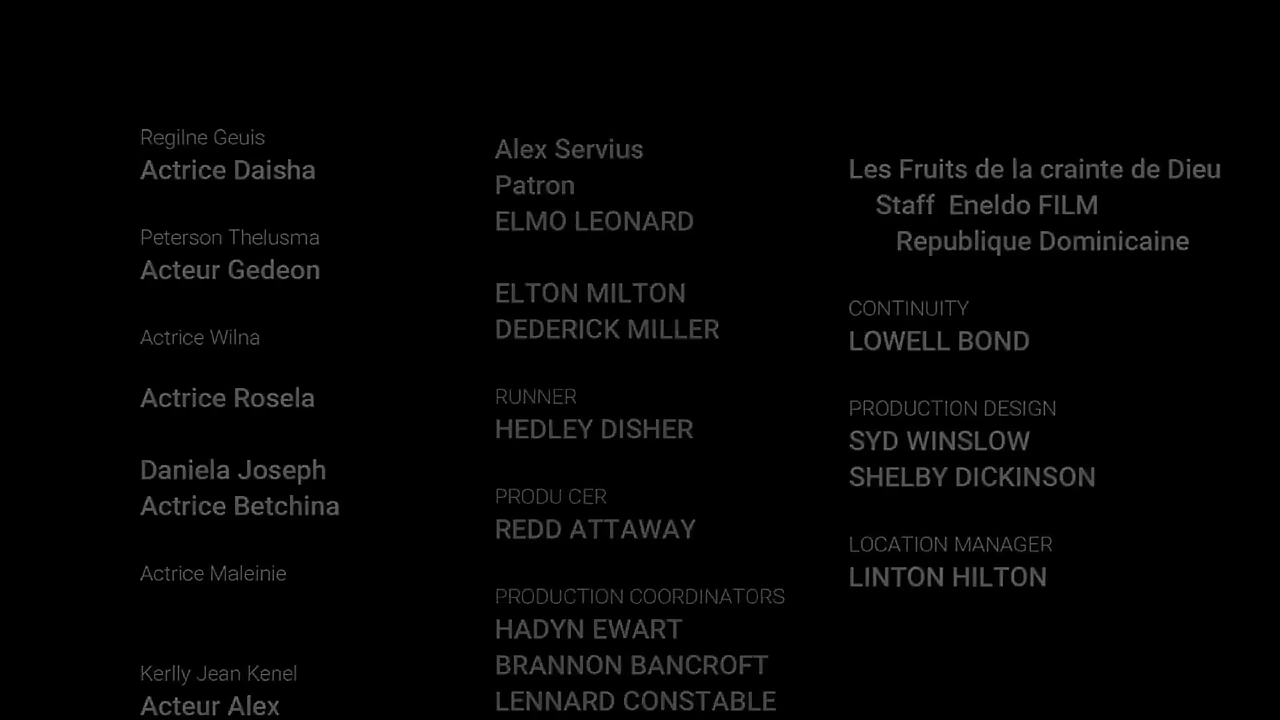 Regilne Geuis
Actrice Daisha
Peterson Thelusma
Acteur Gedeon
Actrice Wilna
Actrice Rosela
Daniela Joseph
Actrice Betchina
Actrice Maleinie
Kerlly Jean Kenel
Acteur Alex
Alex Servius
Patron
ELMO LEONARD
ELTON MILTON
DEDERICK MILLER
RUNNER
HEDLEY DISHER
PRODU CER
REDD ATTAWAY
PRODUCTION COORDINATORS
HADYN EWART
BRANNON BANCROFT
LENNARD CONSTABLE
Les Fruits de la crainte de Dieu
Staff  Eneldo FILM
Republique Dominicaine
CONTINUITY
LOWELL BOND
PRODUCTION DESIGN
SYD WINSLOW
SHELBY DICKINSON
LOCATION MANAGER
LINTON HILTON